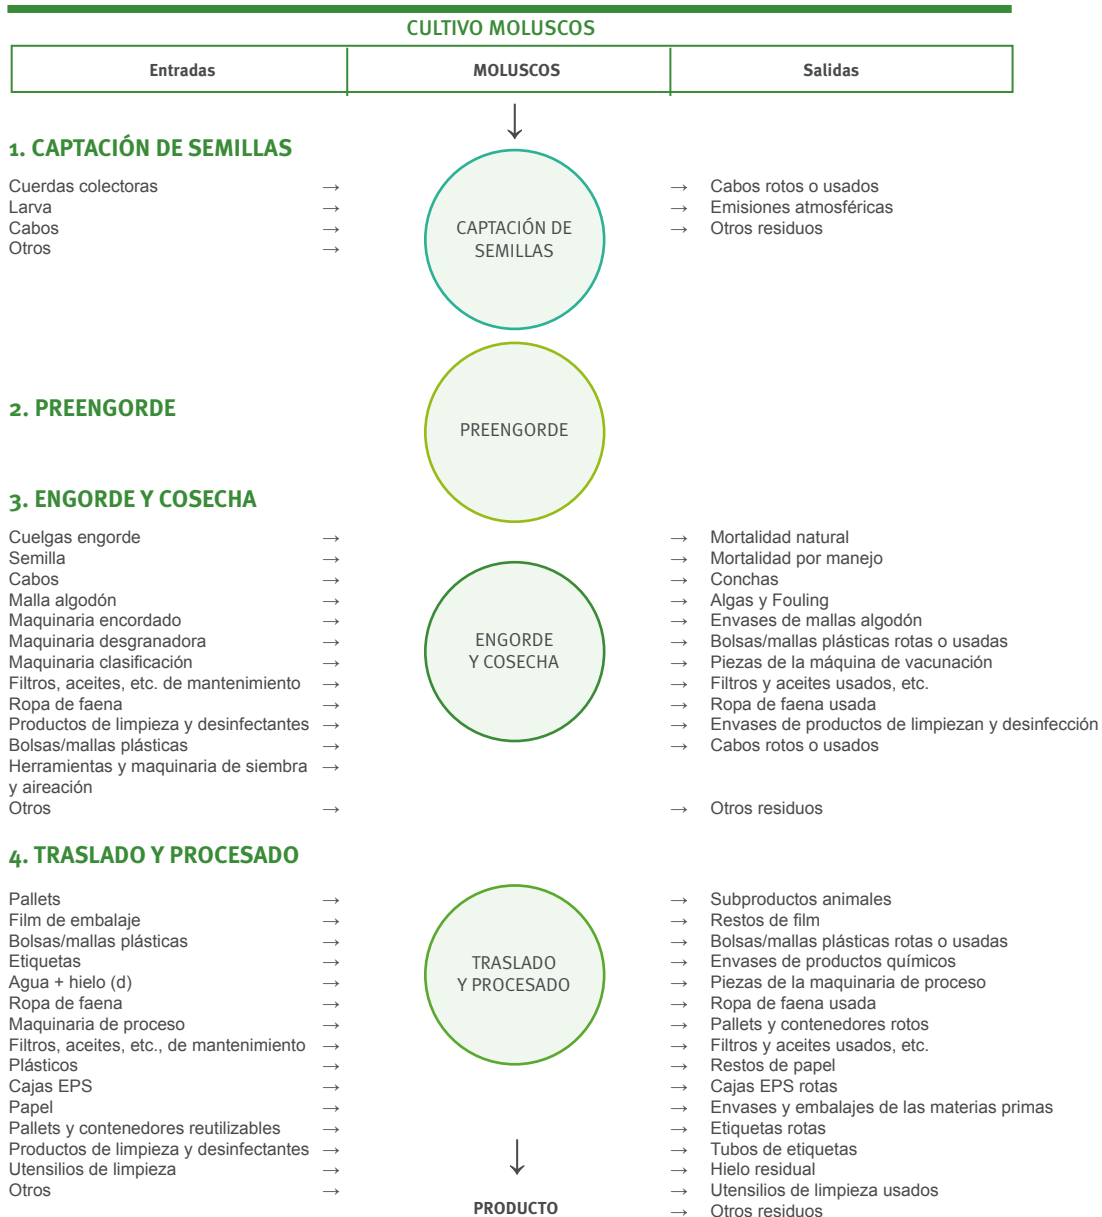 CULTIVO MOLUSCOS
Entradas MOLUSCOS Salidas
↓
1. CAPTACIÓN DE SEMILLAS
Cuerdas colectoras →
Larva →
Cabos →
Otros →
CAPTACIÓN DE
SEMILLAS
→ Cabos rotos o usados
→ Emisiones atmosféricas
→ Otros residuos
2. PREENGORDE
PREENGORDE
3. ENGORDE Y COSECHA
Cuelgas engorde →
Semilla →
Cabos →
Malla algodón →
Maquinaria encordado →
Maquinaria desgranadora →
Maquinaria clasificación →
Filtros, aceites, etc. de mantenimiento →
Ropa de faena →
Productos de limpieza y desinfectantes →
Bolsas/mallas plásticas →
Herramientas y maquinaria de siembra →
y aireación
Otros →
ENGORDE
Y COSECHA
→ Mortalidad natural
→ Mortalidad por manejo
→ Conchas
→ Algas y Fouling
→ Envases de mallas algodón
→ Bolsas/mallas plásticas rotas o usadas
→ Piezas de la máquina de vacunación
→ Filtros y aceites usados, etc.
→ Ropa de faena usada
→ Envases de productos de limpiezan y desinfección
→ Cabos rotos o usados
→ Otros residuos
4. TRASLADO Y PROCESADO
Pallets →
Film de embalaje →
Bolsas/mallas plásticas →
Etiquetas →
Agua + hielo (d) →
Ropa de faena →
Maquinaria de proceso →
Filtros, aceites, etc., de mantenimiento →
Plásticos →
Cajas EPS →
Papel →
Pallets y contenedores reutilizables →
Productos de limpieza y desinfectantes →
Utensilios de limpieza →
Otros →
TRASLADO
Y PROCESADO
↓
PRODUCTO
→ Subproductos animales
→ Restos de film
→ Bolsas/mallas plásticas rotas o usadas
→ Envases de productos químicos
→ Piezas de la maquinaria de proceso
→ Ropa de faena usada
→ Pallets y contenedores rotos
→ Filtros y aceites usados, etc.
→ Restos de papel
→ Cajas EPS rotas
→ Envases y embalajes de las materias primas
→ Etiquetas rotas
→ Tubos de etiquetas
→ Hielo residual
→ Utensilios de limpieza usados
→ Otros residuos